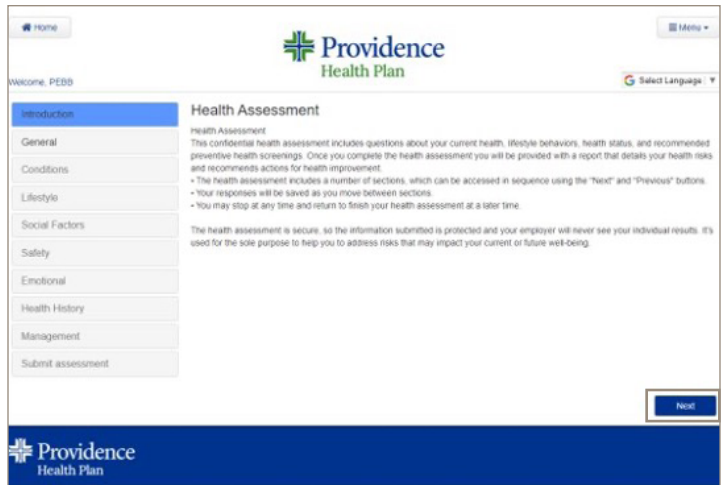 Home
Menu
Providence
Health Plan
Welcome, PEBB
Select Language
Introduction
General
Conditions
Lifestyle
Social Factors
Safety
Emotional
Health History
Management
Submit assessment
Health Assessment
Health Assessment
This confidential health assessment includes questions about your current health, lifestyle behaviors, health status, and recommended
preventive health screenings. Once you complete the health assessment you will be provided with a report that details your health risks
and recommends actions for health improvement.
• The health assessment includes a number of sections, which can be accessed in sequence using the "Next" and "Previous" buttons.
• Your responses will be saved as you move between sections.
• You may stop at any time and return to finish your health assessment at a later time.
The health assessment is secure, so the information submitted is protected and your employer will never see your individual results. It's
used for the sole purpose to help you to address risks that may impact your current or future well-being.
Next
Providence
Health Plan